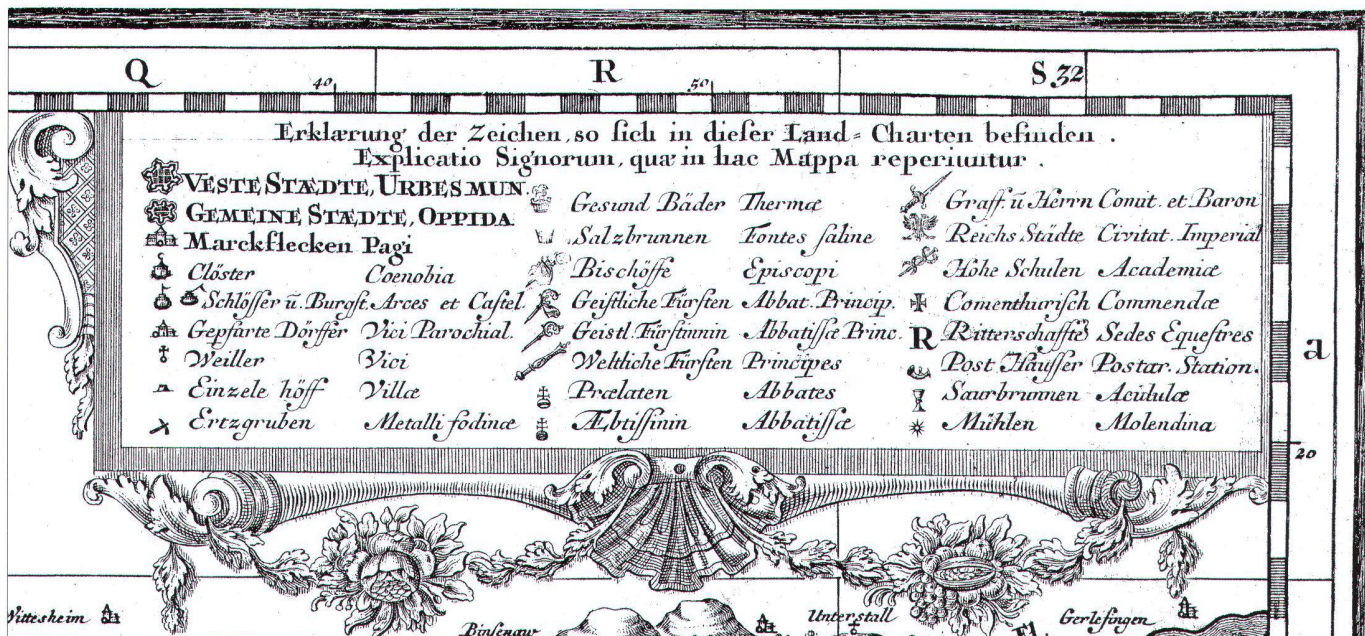 Q R S 32
40 50
Erklærung der Zeichen, so sich in dieser Land-Charten befinden.
Explicatio Signorum, quæ in hac Mappa reperiuntur.
VESTE STÆDTE, URBES MUN.
GEMEINE STÆDTE, OPPIDA
Marckflecken Pagi
Clöster Coenobia
Schlösser ū. Burgst. Arces et Castel.
Gepfarte Dörffer Vici Parochial.
Weiller Vici
Einzele höff Villæ
Ertzgruben Metalli fodinæ
Gesund Bäder Thermæ
Salzbrunnen Fontes saline
Bischöffe Episcopi
Geistliche Fürsten Abbat. Princip.
Geistl. Fürstinnin Abbatissæ Princ.
Weltliche Fürsten Principes
Prælaten Abbates
Æbtissinin Abbatissæ
Graff. ū Herrn Comit. et Baron
Reichs Städte Civitat. Imperial
Hohe Schulen Academiæ
Comenthurisch Commendæ
R Ritterschafftes Sedes Equestres
Post Häusser Postar. Station.
Saurbrunnen Acidulæ
Mühlen Molendina
a
20
Wittesheim
Binsenaw
Unterstall
Gerlefingen